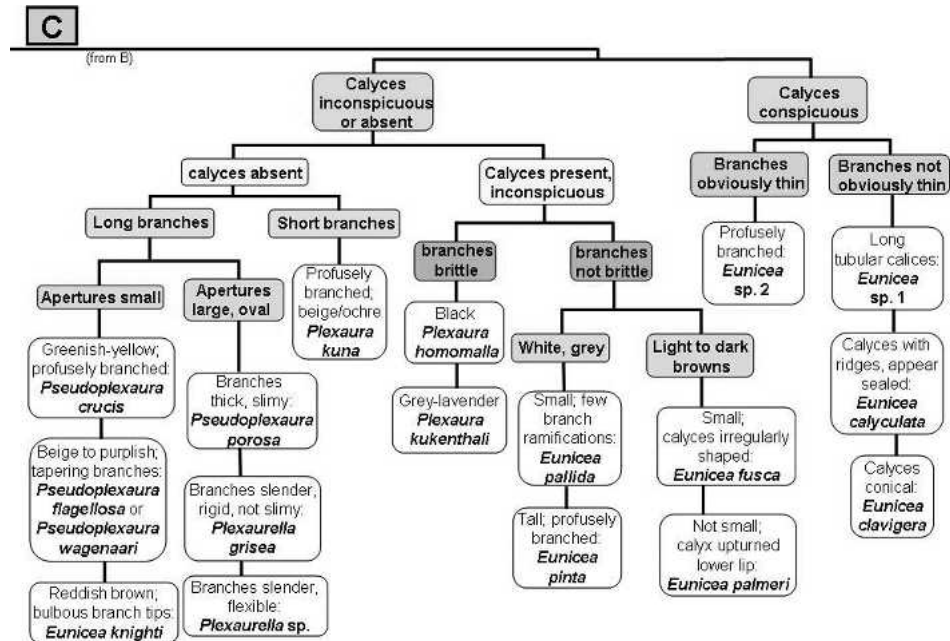 C
(from B)
Calyces
inconspicuous
or absent
Calyces
conspicuous
calyces absent
Calyces present,
inconspicuous
Branches
obviously thin
Branches not
obviously thin
Long branches
Short branches
branches
brittle
branches
not brittle
Profusely
branched:
Eunicea
sp. 2
Long
tubular calices:
Eunicea
sp. 1
Apertures small
Apertures
large, oval
Profusely
branched;
beige/ochre
Plexaura
kuna
Black
Plexaura
homomalla
White, grey
Light to dark
browns
Calyces with
ridges, appear
sealed:
Eunicea
calyculata
Greenish-yellow;
profusely branched:
Pseudoplexaura
crucis
Branches
thick, slimy:
Pseudoplexaura
porosa
Grey-lavender
Plexaura
kukenthali
Small; few
branch
ramifications:
Eunicea
pallida
Small;
calyces irregularly
shaped:
Eunicea fusca
Calyces
conical:
Eunicea
clavigera
Beige to purplish;
tapering branches:
Pseudoplexaura
flagellosa or
Pseudoplexaura
wagenaari
Branches slender,
rigid, not slimy:
Plexaurella
grisea
Tall; profusely
branched:
Eunicea
pinta
Not small;
calyx upturned
lower lip:
Eunicea palmeri
Reddish brown;
bulbous branch tips:
Eunicea knighti
Branches slender,
flexible:
Plexaurella sp.